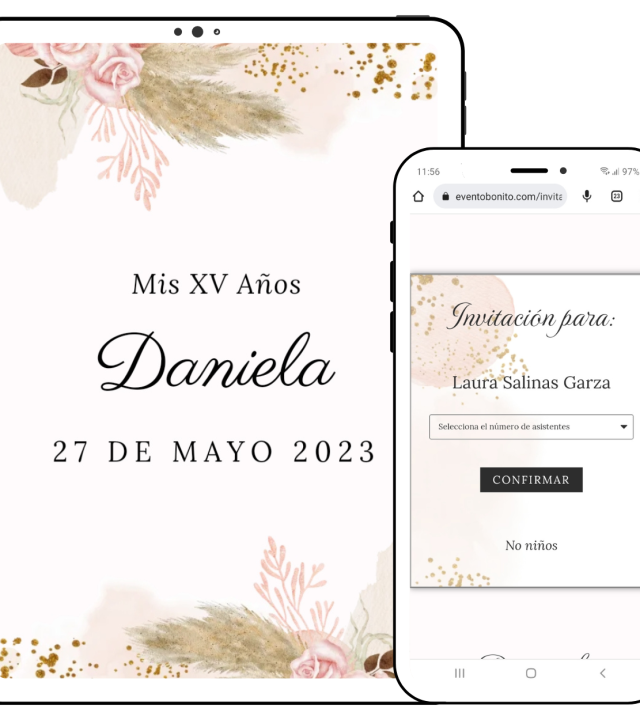 Mis XV Años
Daniela
27 DE MAYO 2023
11:56
97%
eventobonito.com/invita
23
Invitación para:
Laura Salinas Garza
Selecciona el número de asistentes
CONFIRMAR
No niños